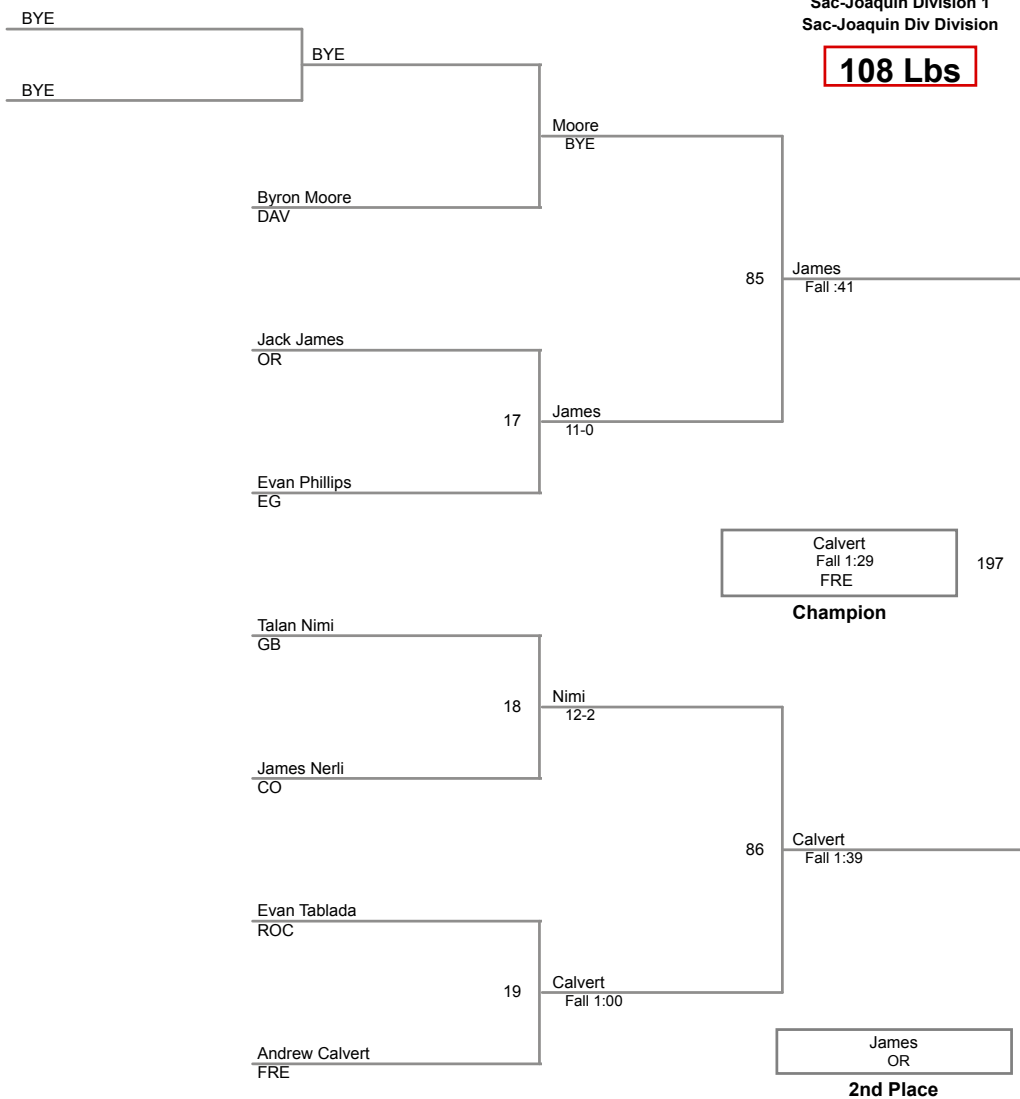 Sac-Joaquin Division 1
Sac-Joaquin Div Division
108 Lbs
BYE
BYE
BYE
Moore
BYE
Byron Moore
DAV
85
James
Fall :41
Jack James
OR
17
James
11-0
Evan Phillips
EG
Calvert
Fall 1:29
FRE
197
Champion
Talan Nimi
GB
18
Nimi
12-2
James Nerli
CO
86
Calvert
Fall 1:39
Evan Tablada
ROC
19
Calvert
Fall 1:00
Andrew Calvert
FRE
James
OR
2nd Place